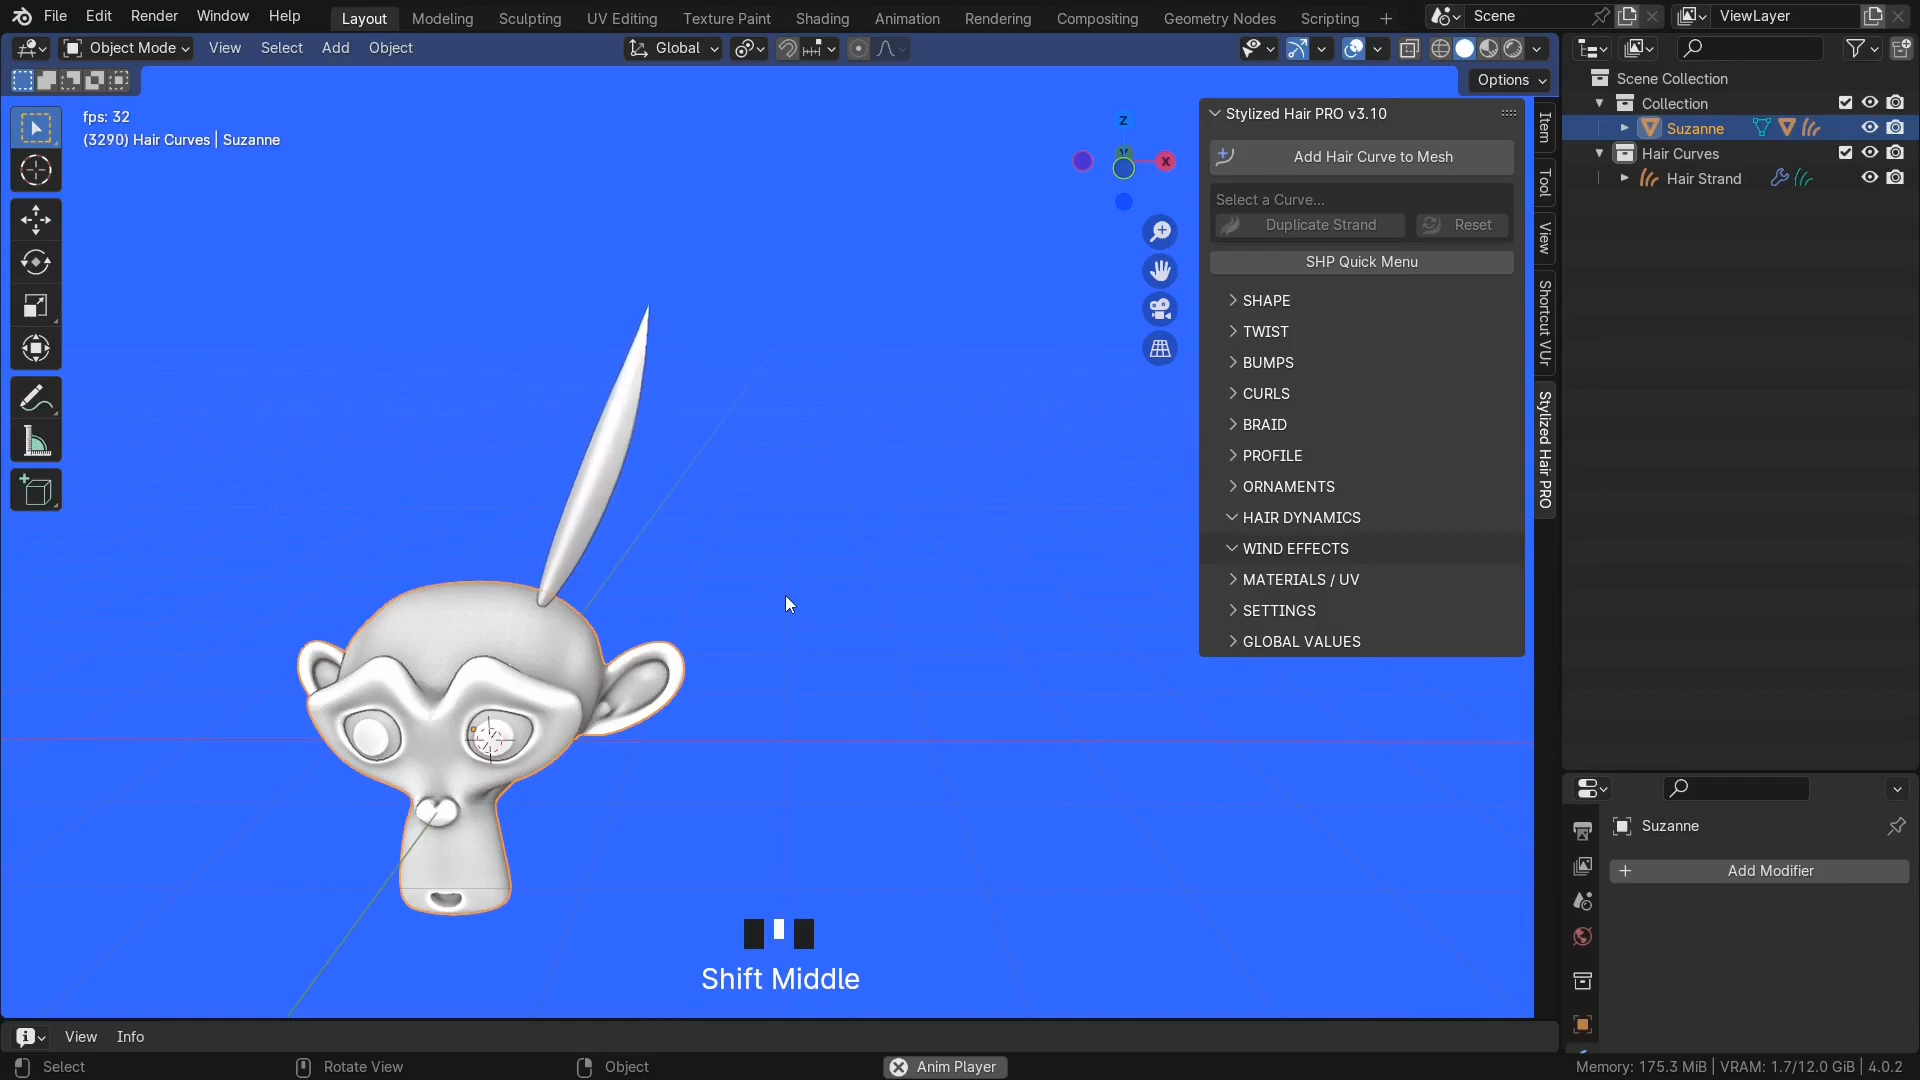 File Edit Render Window Help Layout Modeling Sculpting UV Editing Texture Paint Shading Animation Rendering Compositing Geometry Nodes Scripting Scene ViewLayer
Object Mode View Select Add Object Global
Options
fps: 32
(3290) Hair Curves | Suzanne
Z
Y
X
Stylized Hair PRO v3.10
Add Hair Curve to Mesh
Select a Curve...
Duplicate Strand Reset
SHP Quick Menu
SHAPE
TWIST
BUMPS
CURLS
BRAID
PROFILE
ORNAMENTS
HAIR DYNAMICS
WIND EFFECTS
MATERIALS / UV
SETTINGS
GLOBAL VALUES
Item
Tool
View
Shortcut VUr
Stylized Hair PRO
Scene Collection
Collection
Suzanne
Hair Curves
Hair Strand
Suzanne
Add Modifier
Shift Middle
View Info
Select Rotate View Object Anim Player Memory: 175.3 MiB | VRAM: 1.7/12.0 GiB | 4.0.2